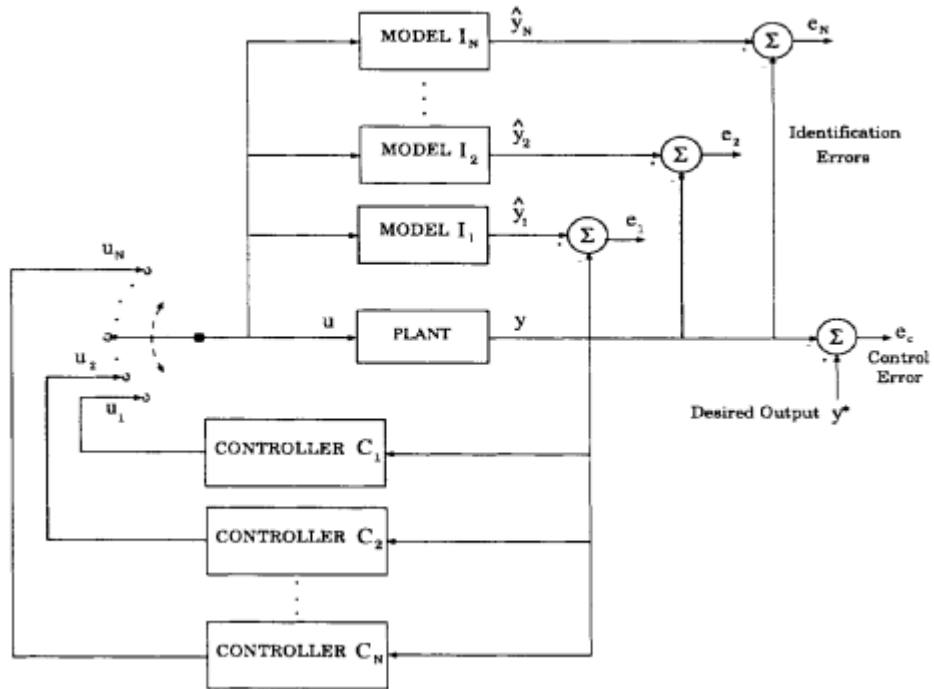 MODEL I_N
ŷ_N
Σ
e_N
MODEL I_2
ŷ_2
Σ
e_2
Identification
Errors
MODEL I_1
ŷ_1
Σ
e_1
u_N
u
PLANT
y
Σ
e_c
Control
Error
u_2
u_1
Desired Output y*
CONTROLLER C_1
CONTROLLER C_2
CONTROLLER C_N